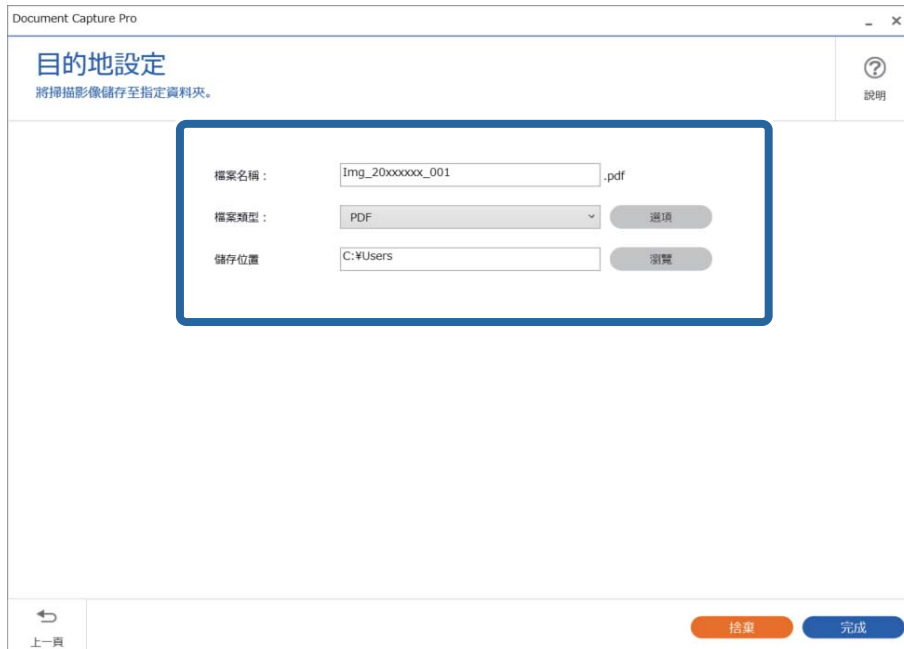 Document Capture Pro
目的地設定
將掃描影像儲存至指定資料夾。
說明
檔案名稱：
Img_20xxxxxx_001
.pdf
檔案類型：
PDF
選項
儲存位置
C:¥Users
瀏覽
上一頁
捨棄
完成